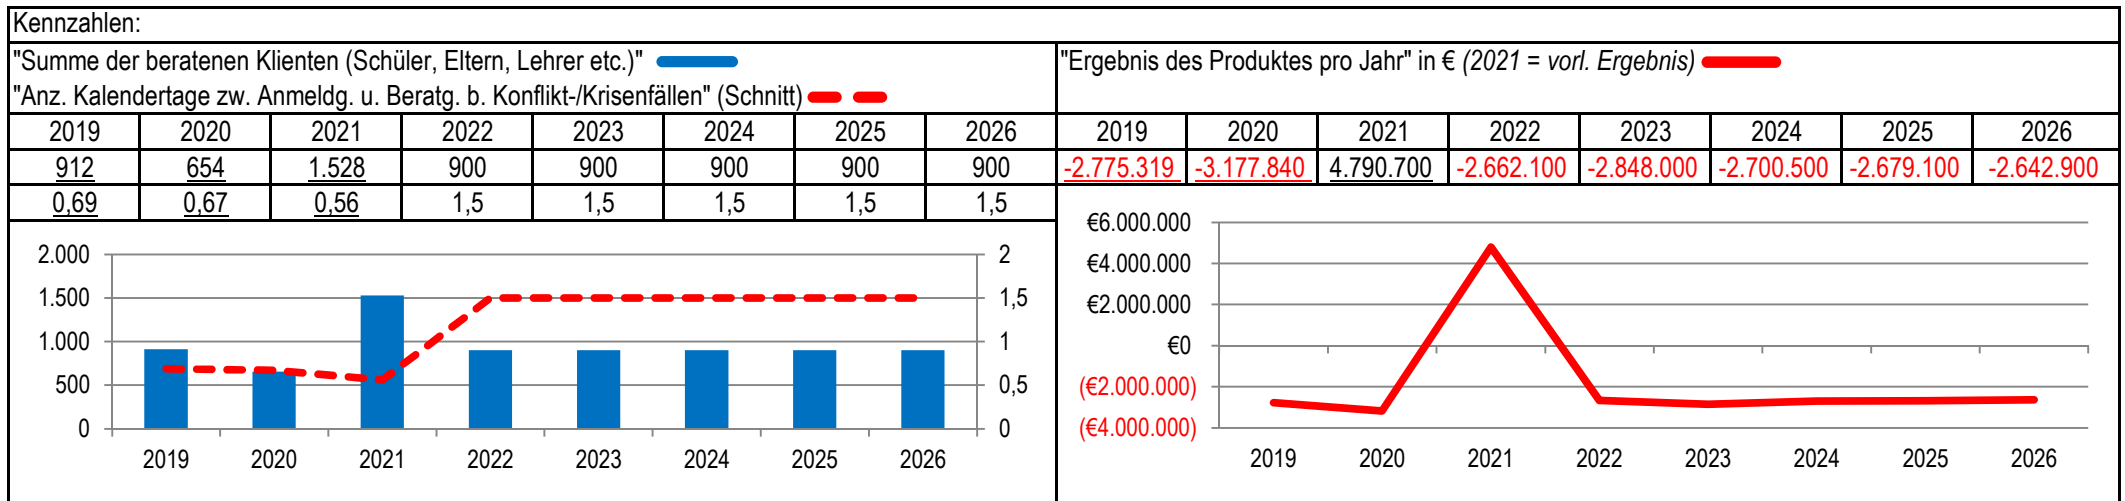 Kennzahlen:
"Summe der beratenen Klienten (Schüler, Eltern, Lehrer etc.)"
"Anz. Kalendertage zw. Anmeldg. u. Beratg. b. Konflikt-/Krisenfällen" (Schnitt)
2019 2020 2021 2022 2023 2024 2025 2026
912 654 1.528 900 900 900 900 900
0,69 0,67 0,56 1,5 1,5 1,5 1,5 1,5
2.000 2
1.500 1,5
1.000 1
500 0,5
0 0
2019 2020 2021 2022 2023 2024 2025 2026
"Ergebnis des Produktes pro Jahr" in € (2021 = vorl. Ergebnis)
2019 2020 2021 2022 2023 2024 2025 2026
-2.775.319 -3.177.840 4.790.700 -2.662.100 -2.848.000 -2.700.500 -2.679.100 -2.642.900
€6.000.000
€4.000.000
€2.000.000
€0
(€2.000.000)
(€4.000.000)
2019 2020 2021 2022 2023 2024 2025 2026